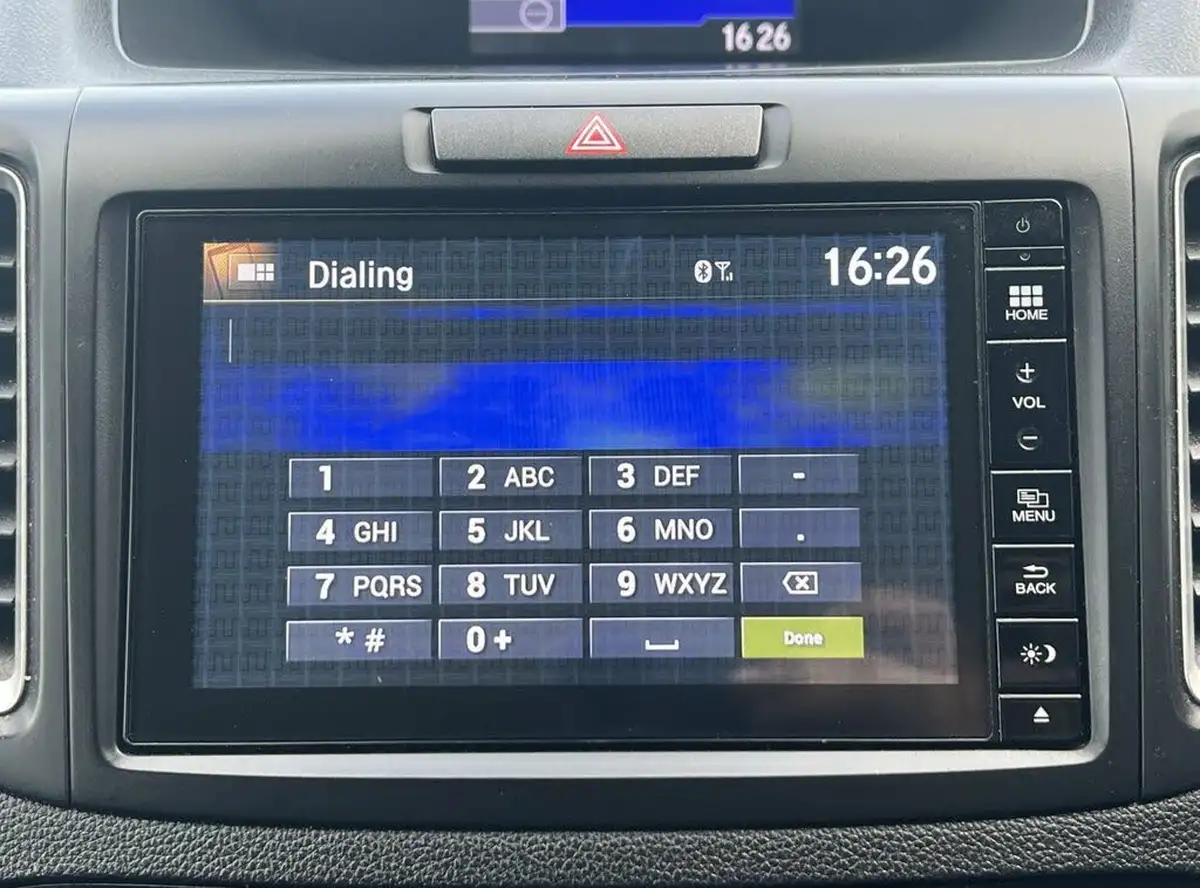 16 26
Dialing 16:26
HOME
+
VOL
-
MENU
BACK
1 2 ABC 3 DEF -
4 GHI 5 JKL 6 MNO .
7 PQRS 8 TUV 9 WXYZ
* # 0 + Done